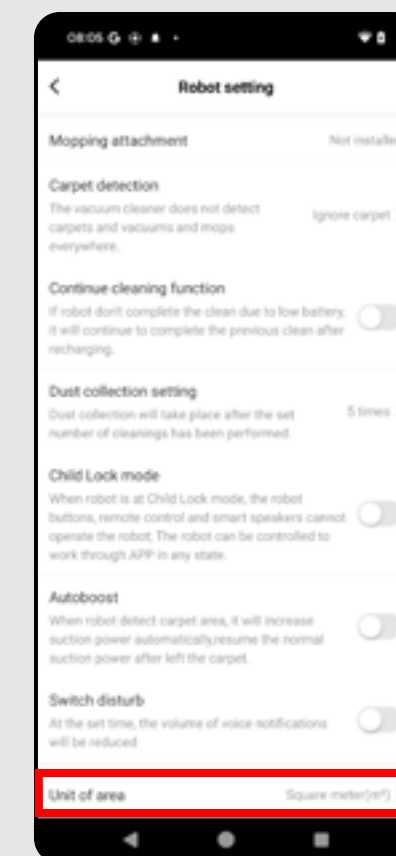 08:05 G
Robot setting
Mopping attachment Not installe
Carpet detection
The vacuum cleaner does not detect
carpets and vacuums and mops
everywhere.
Ignore carpet
Continue cleaning function
If robot don't complete the clean due to low battery,
it will continue to complete the previous clean after
recharging.
Dust collection setting
Dust collection will take place after the set
number of cleanings has been performed.
5 times
Child Lock mode
When robot is at Child Lock mode, the robot
buttons, remote control and smart speakers cannot
operate the robot; The robot can be controlled to
work through APP in any state.
Autoboost
When robot detect carpet area, it will increase
suction power automatically,resume the normal
suction power after left the carpet.
Switch disturb
At the set time, the volume of voice notifications
will be reduced
Unit of area Square meter(m²)